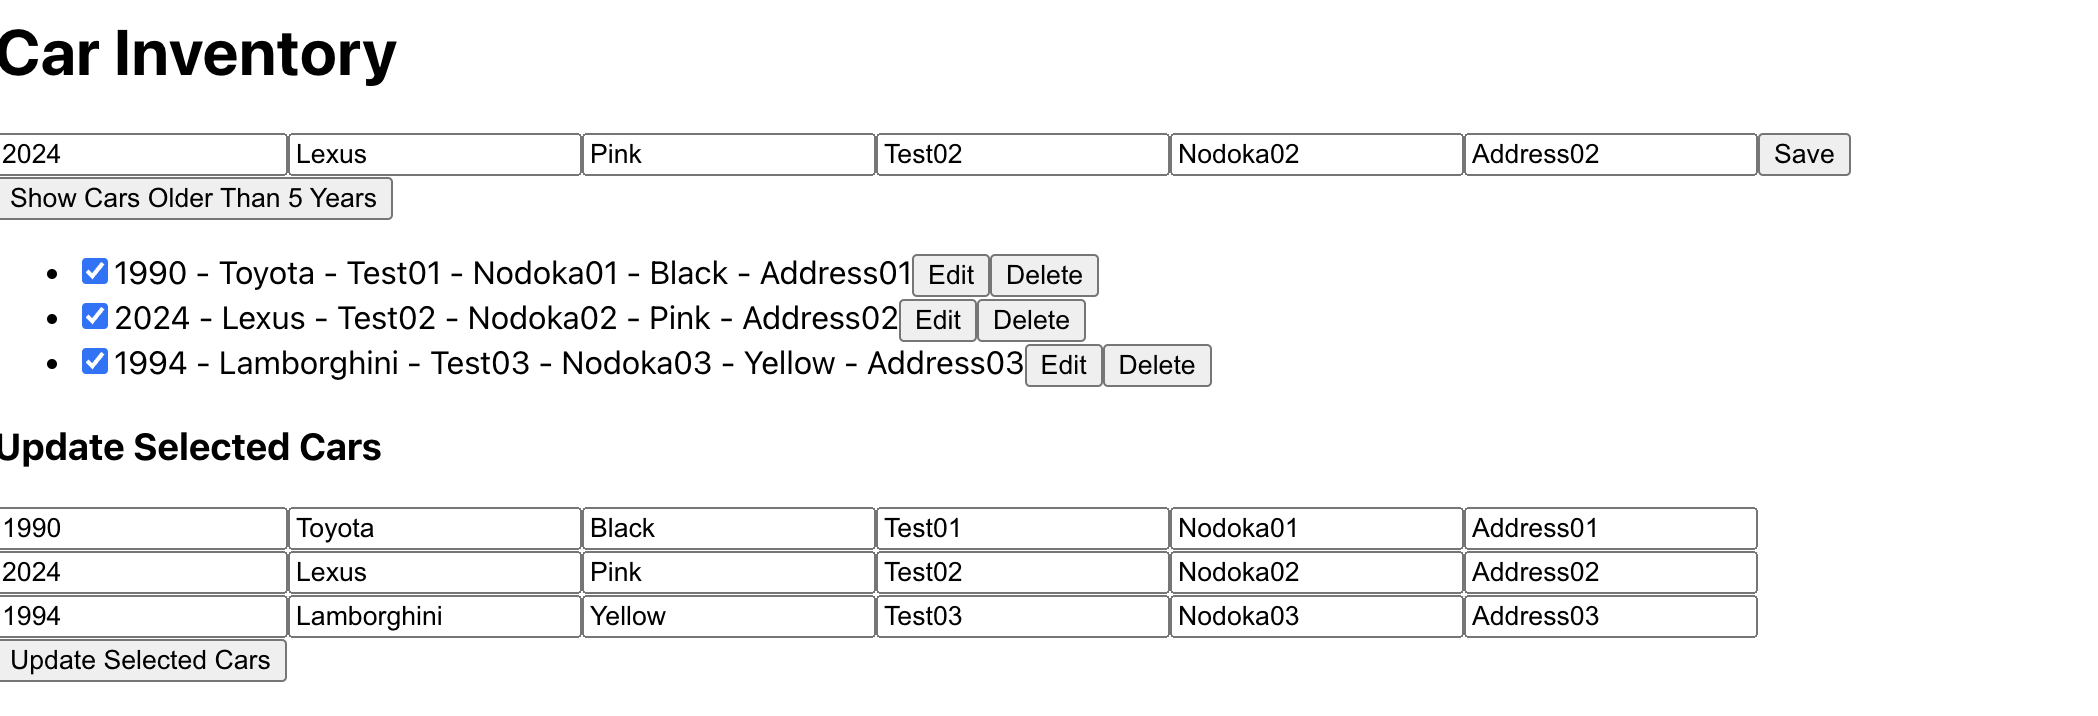 Car Inventory
2024 Lexus Pink Test02 Nodoka02 Address02 Save
Show Cars Older Than 5 Years
• 1990 - Toyota - Test01 - Nodoka01 - Black - Address01 Edit Delete
• 2024 - Lexus - Test02 - Nodoka02 - Pink - Address02 Edit Delete
• 1994 - Lamborghini - Test03 - Nodoka03 - Yellow - Address03 Edit Delete
Update Selected Cars
1990 Toyota Black Test01 Nodoka01 Address01
2024 Lexus Pink Test02 Nodoka02 Address02
1994 Lamborghini Yellow Test03 Nodoka03 Address03
Update Selected Cars